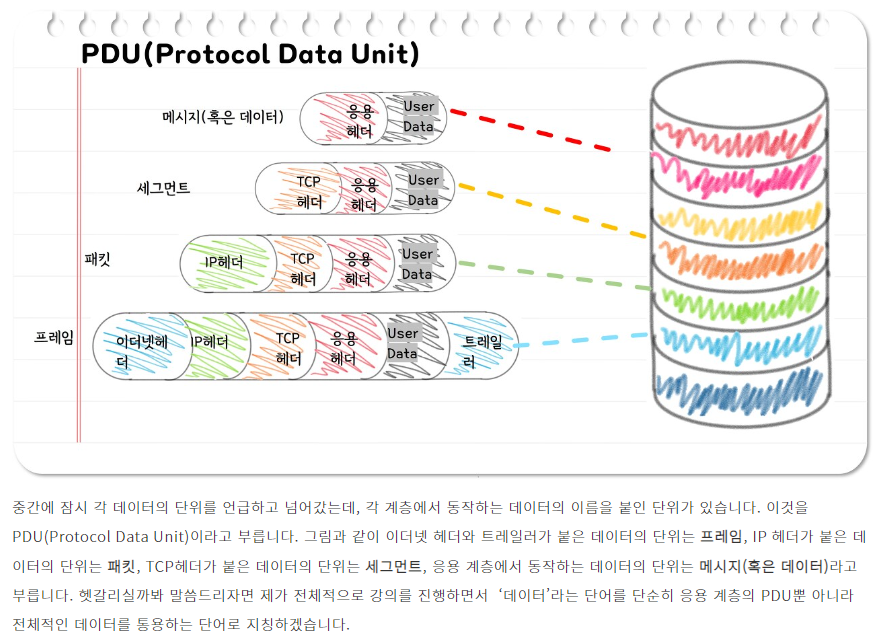 PDU(Protocol Data Unit)
메시지(혹은 데이터)
응용
헤더
User
Data
세그먼트
TCP
헤더
응용
헤더
User
Data
패킷
IP헤더
TCP
헤더
응용
헤더
User
Data
프레임
이더넷헤
더
IP헤더
TCP
헤더
응용
헤더
User
Data
트레일
러
중간에 잠시 각 데이터의 단위를 언급하고 넘어갔는데, 각 계층에서 동작하는 데이터의 이름을 붙인 단위가 있습니다. 이것을
PDU(Protocol Data Unit)이라고 부릅니다. 그림과 같이 이더넷 헤더와 트레일러가 붙은 데이터의 단위는 프레임, IP 헤더가 붙은 데
이터의 단위는 패킷, TCP헤더가 붙은 데이터의 단위는 세그먼트, 응용 계층에서 동작하는 데이터의 단위는 메시지(혹은 데이터)라고
부릅니다. 헷갈리실까봐 말씀드리자면 제가 전체적으로 강의를 진행하면서 ‘데이터’라는 단어를 단순히 응용 계층의 PDU뿐 아니라
전체적인 데이터를 통용하는 단어로 지칭하겠습니다.